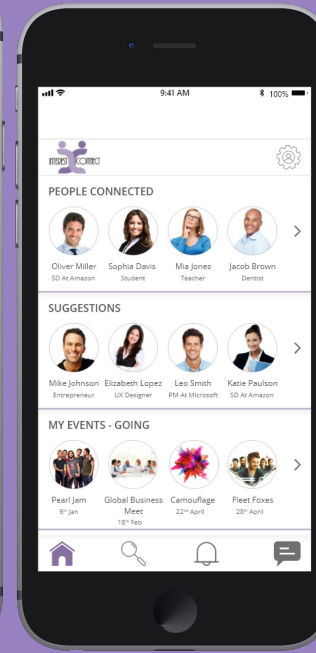 9:41 AM
100%
INTEREST CONNECT
PEOPLE CONNECTED
Oliver Miller
SD At Amazon
Sophia Davis
Student
Mia Jones
Teacher
Jacob Brown
Dentist
SUGGESTIONS
Mike Johnson
Entrepreneur
Elizabeth Lopez
UX Designer
Leo Smith
PM At Microsoft
Katie Paulson
SD At Amazon
MY EVENTS - GOING
Pearl Jam
6th Jan
Global Business
Meet
18th Feb
Camouflage
22nd April
Fleet Foxes
28th April